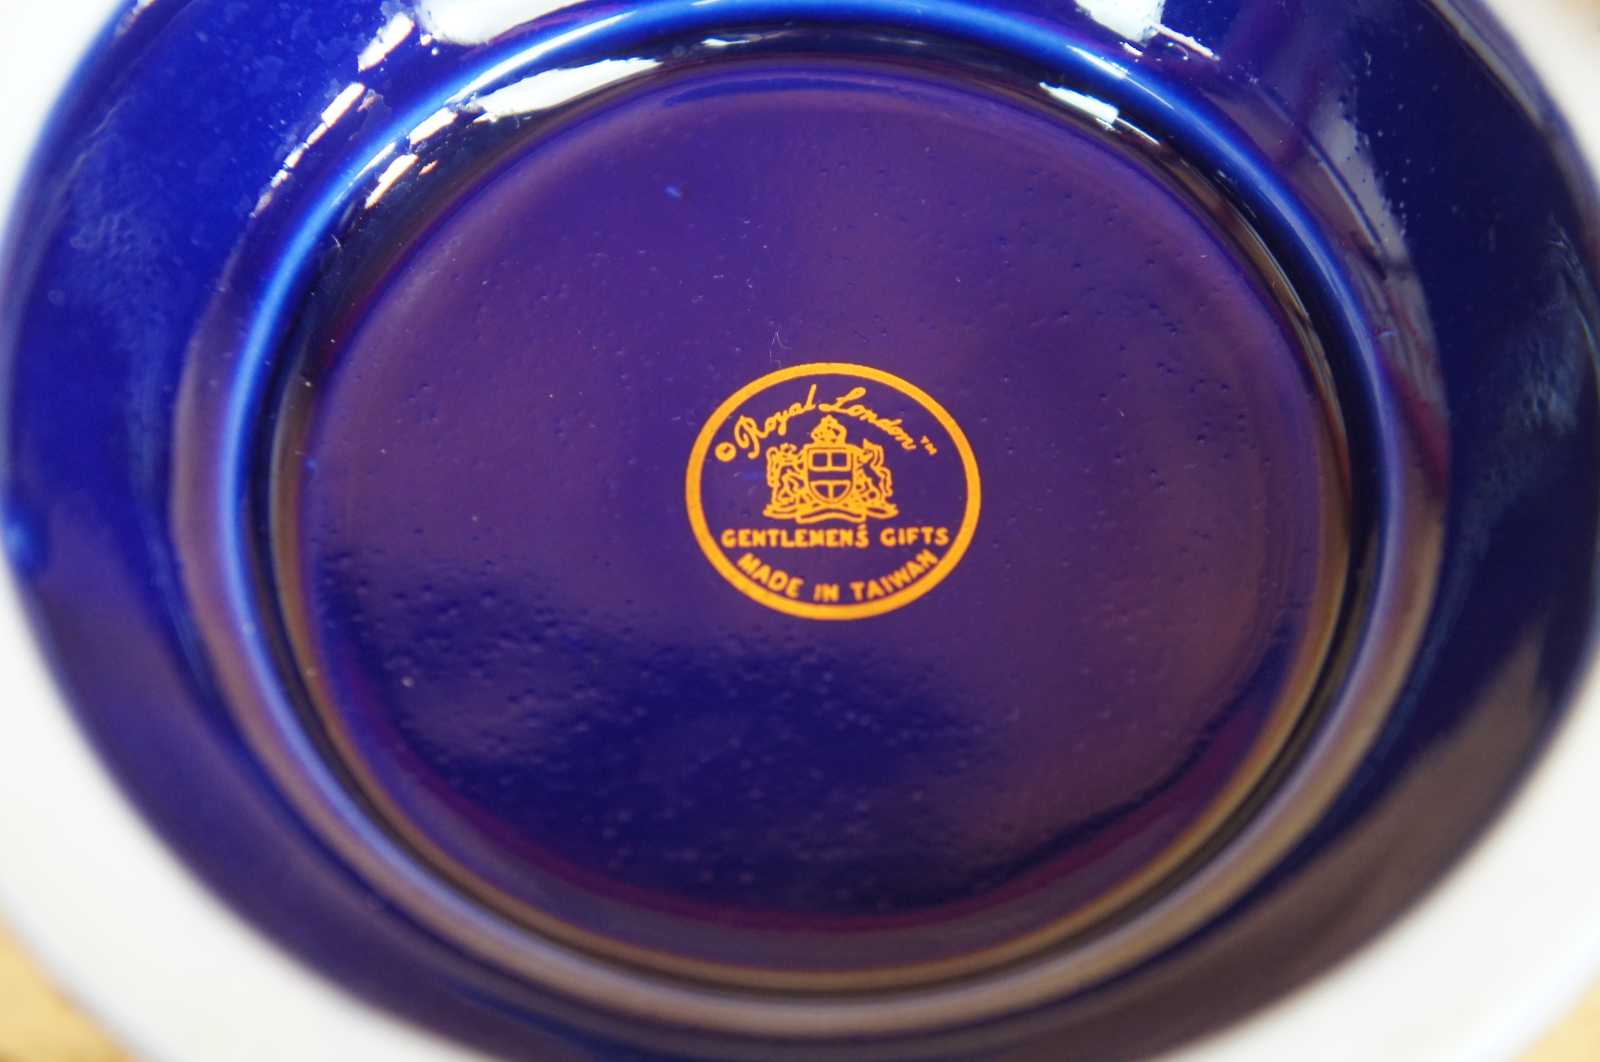 © Royal London™
GENTLEMEN'S GIFTS
MADE IN TAIWAN